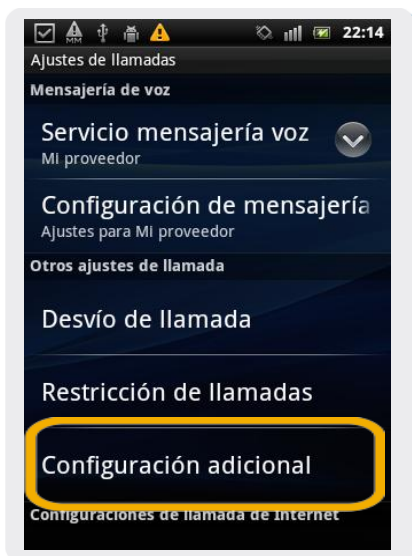 22:14
Ajustes de llamadas
Mensajería de voz
Servicio mensajería voz
Mi proveedor
Configuración de mensajería
Ajustes para Mi proveedor
Otros ajustes de llamada
Desvío de llamada
Restricción de llamadas
Configuración adicional
Configuraciones de llamada de Internet